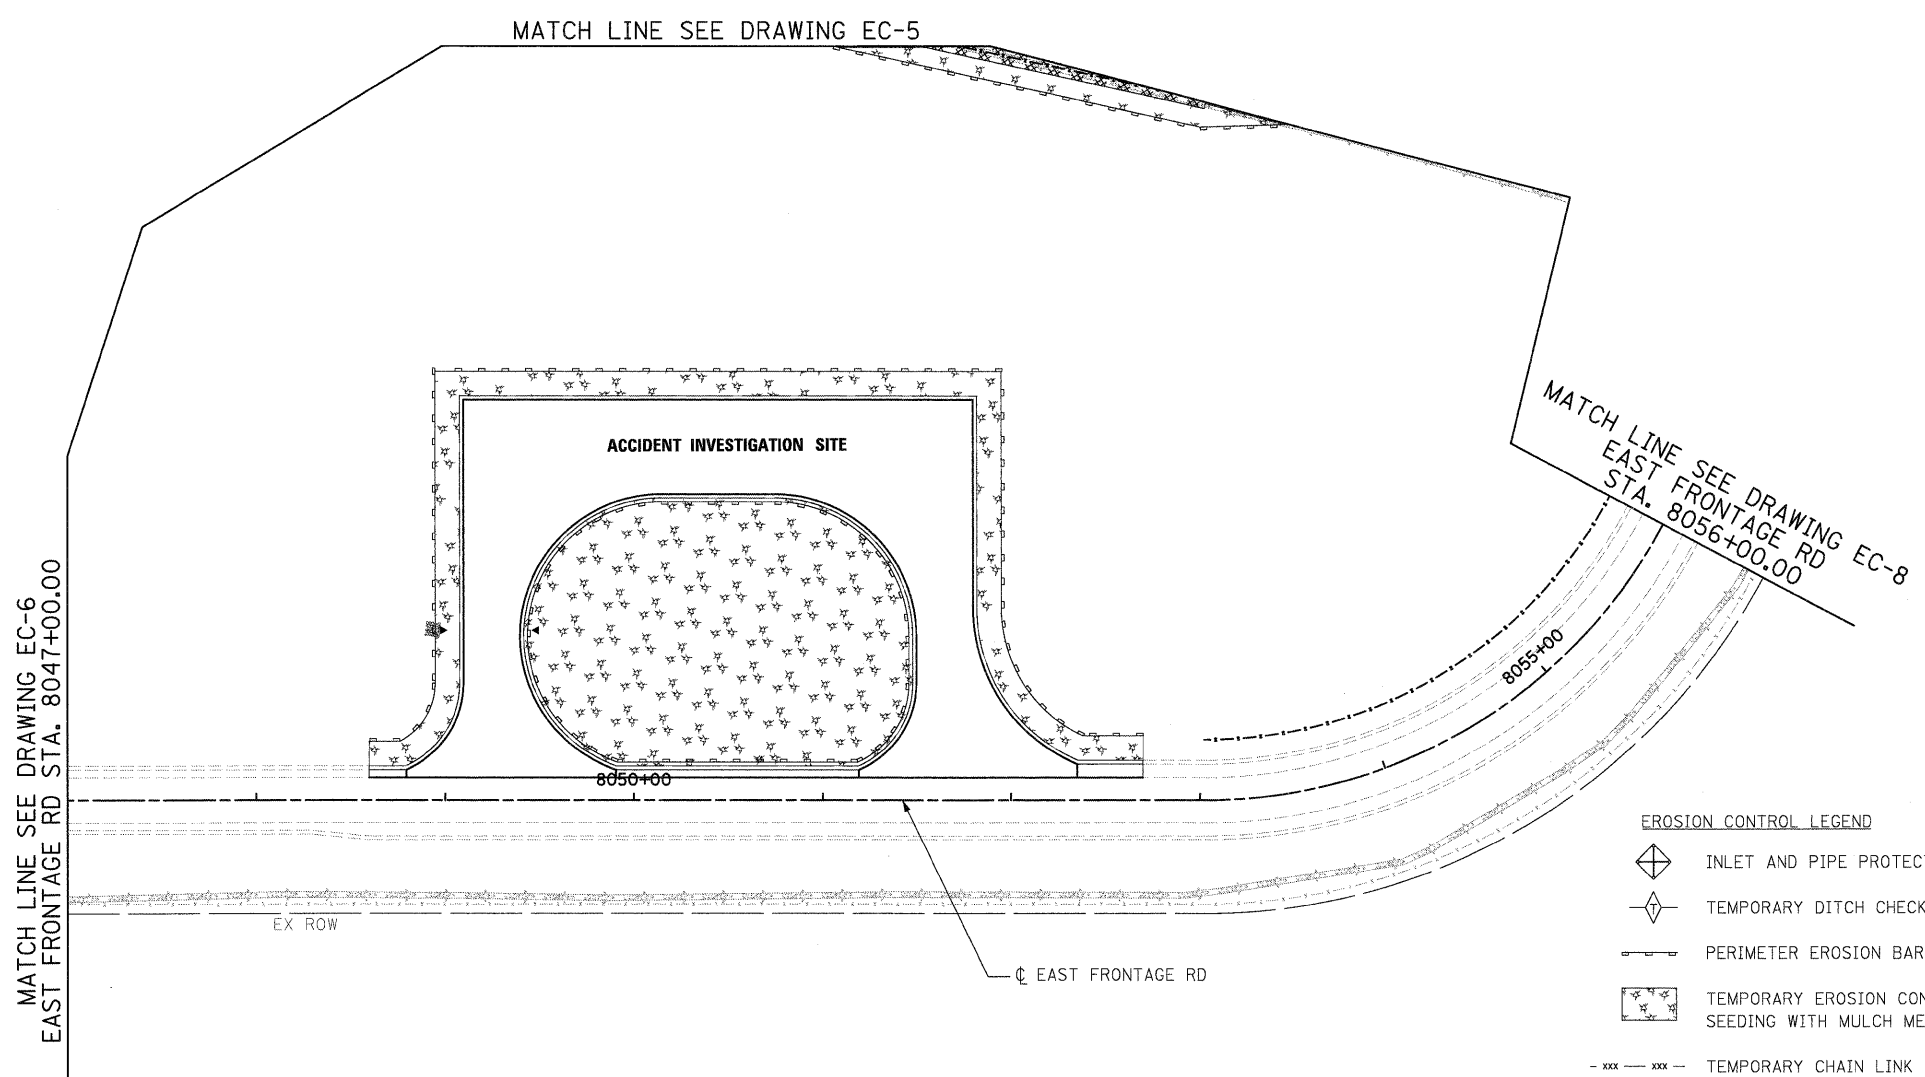 MATCH LINE SEE DRAWING EC-5
MATCH LINE SEE DRAWING EC-6
EAST FRONTAGE RD STA. 8047+00.00
ACCIDENT INVESTIGATION SITE
MATCH LINE SEE DRAWING EC-8
EAST FRONTAGE RD
STA. 8056+00.00
8055+00
8050+00
EX ROW
℄ EAST FRONTAGE RD
EROSION CONTROL LEGEND
INLET AND PIPE PROTEC
T TEMPORARY DITCH CHECK
PERIMETER EROSION BAR
TEMPORARY EROSION CON
SEEDING WITH MULCH ME
- xxx — xxx — TEMPORARY CHAIN LINK